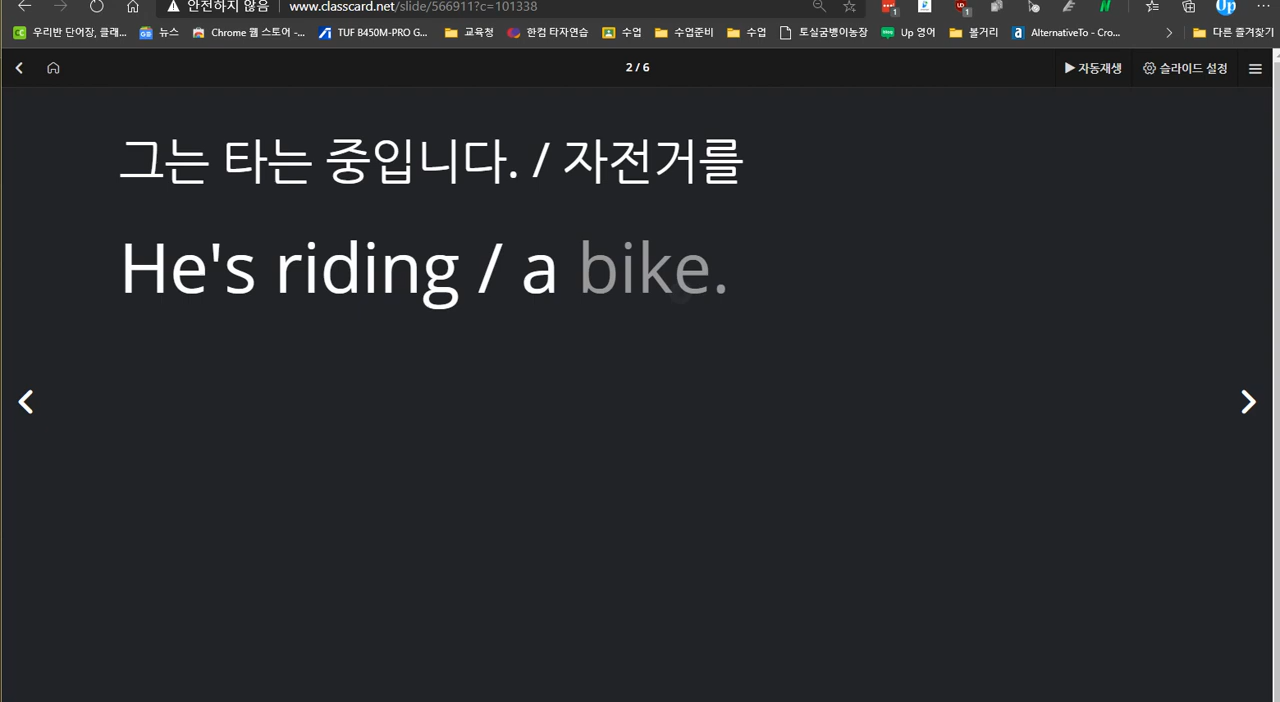 안전하지 않음 www.classcard.net/slide/566911?c=101338
우리반 단어장, 클래... 뉴스 Chrome 웹 스토어 -... TUF B450M-PRO G... 교육청 한컴 타자연습 수업 수업준비 수업 토실굼벵이농장 Up 영어 볼거리 AlternativeTo - Cro... 다른 즐겨찾기
2 / 6 자동재생 슬라이드 설정
그는 타는 중입니다. / 자전거를
He's riding / a bike.